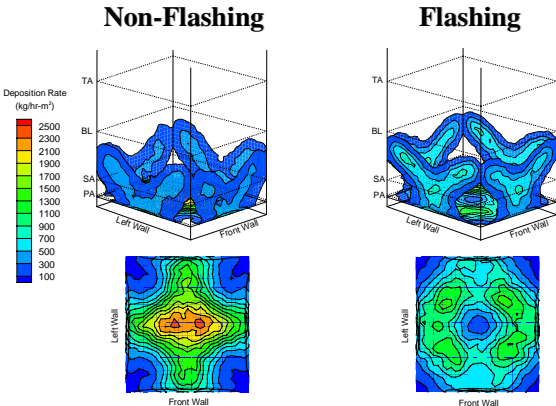 Non-Flashing
Flashing
TA
BL
SA
PA
Left Wall
Front Wall
TA
BL
SA
PA
Left Wall
Front Wall
Deposition Rate
(kg/hr-m²)
2500
2300
2100
1900
1700
1500
1300
1100
900
700
500
300
100
Left Wall
Front Wall
Left Wall
Front Wall